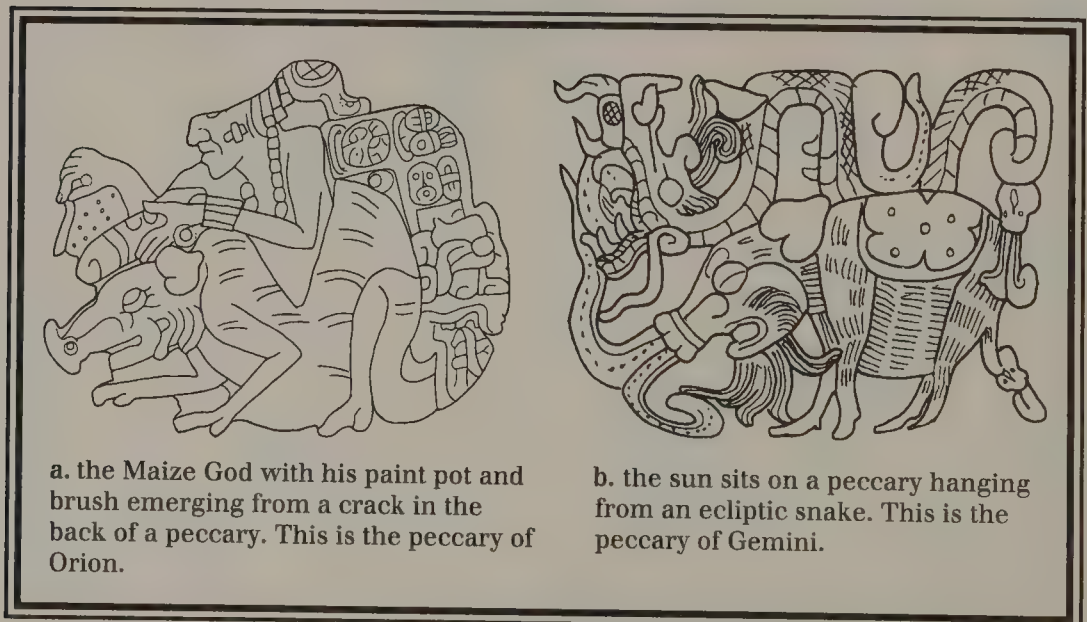 a. the Maize God with his paint pot and
brush emerging from a crack in the
back of a peccary. This is the peccary of
Orion.
b. the sun sits on a peccary hanging
from an ecliptic snake. This is the
peccary of Gemini.